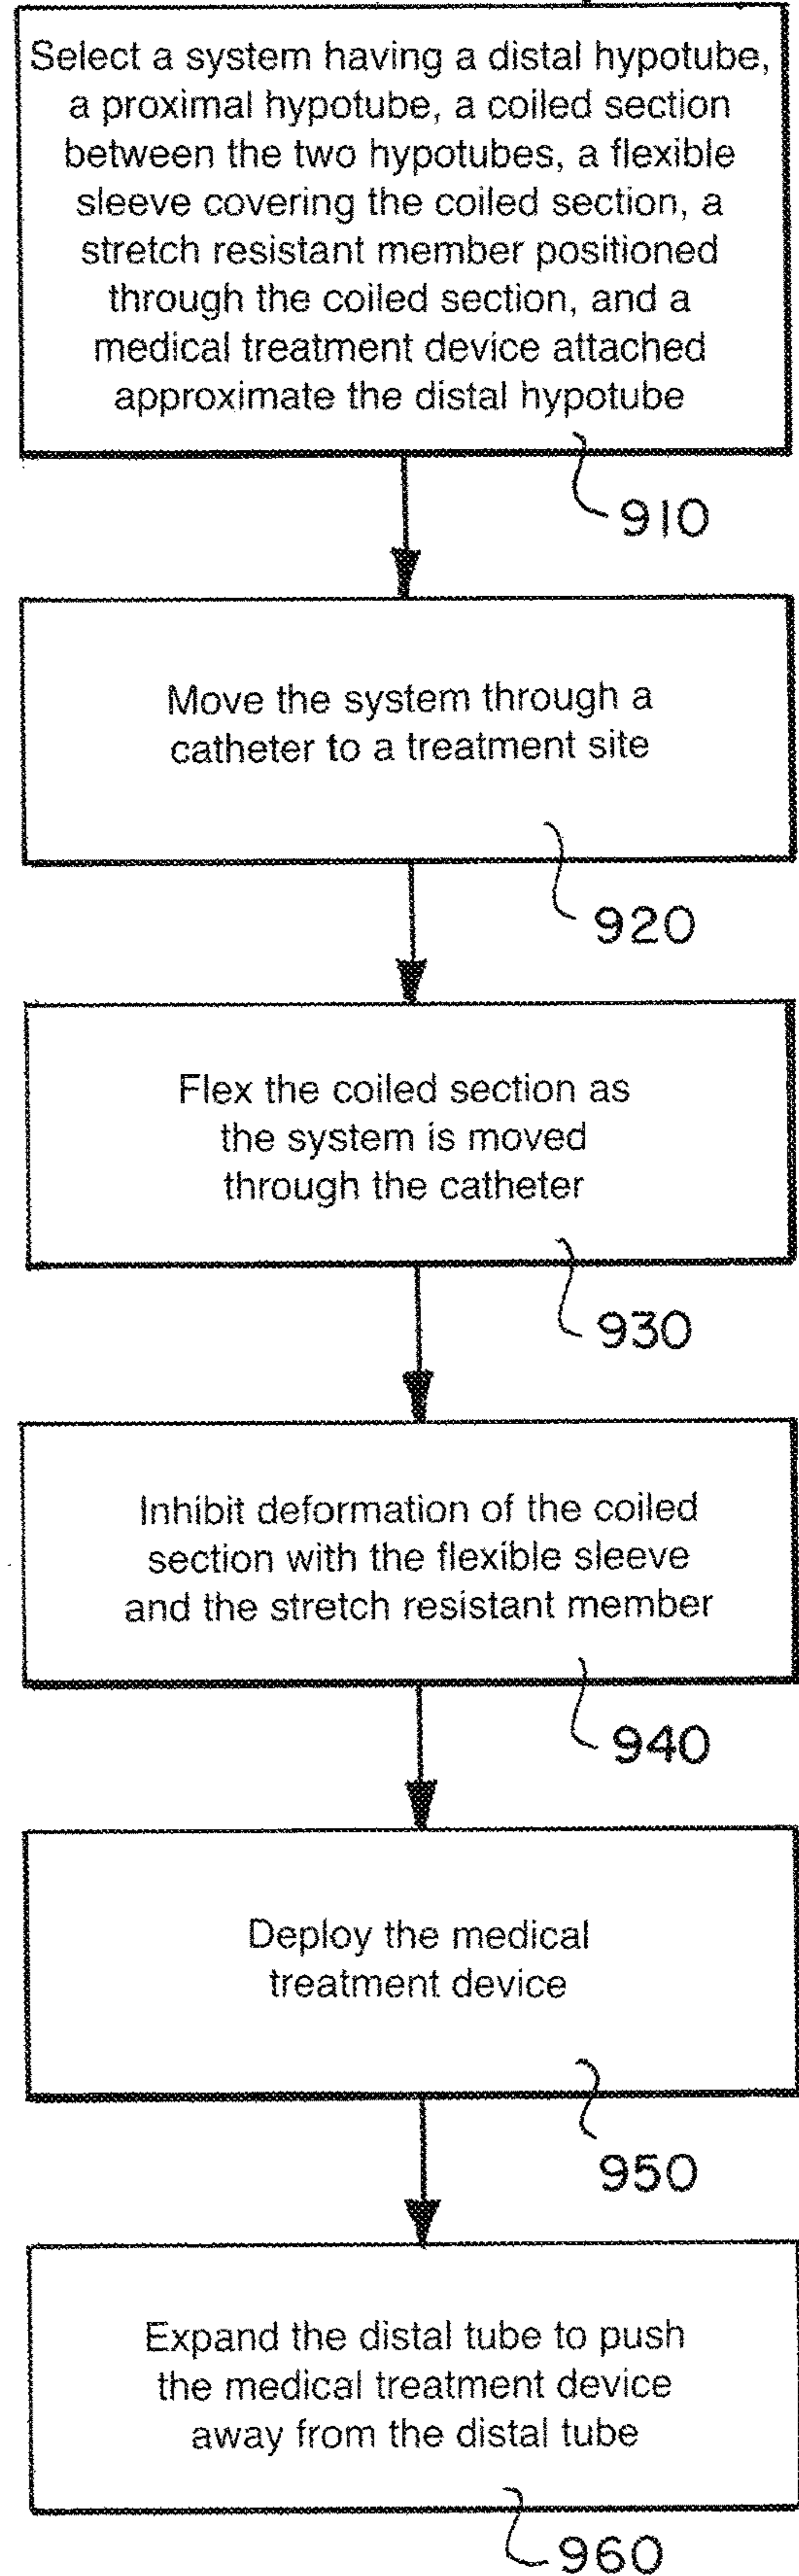 Select a system having a distal hypotube,
a proximal hypotube, a coiled section
between the two hypotubes, a flexible
sleeve covering the coiled section, a
stretch resistant member positioned
through the coiled section, and a
medical treatment device attached
approximate the distal hypotube
910
Move the system through a
catheter to a treatment site
920
Flex the coiled section as
the system is moved
through the catheter
930
Inhibit deformation of the coiled
section with the flexible sleeve
and the stretch resistant member
940
Deploy the medical
treatment device
950
Expand the distal tube to push
the medical treatment device
away from the distal tube
960